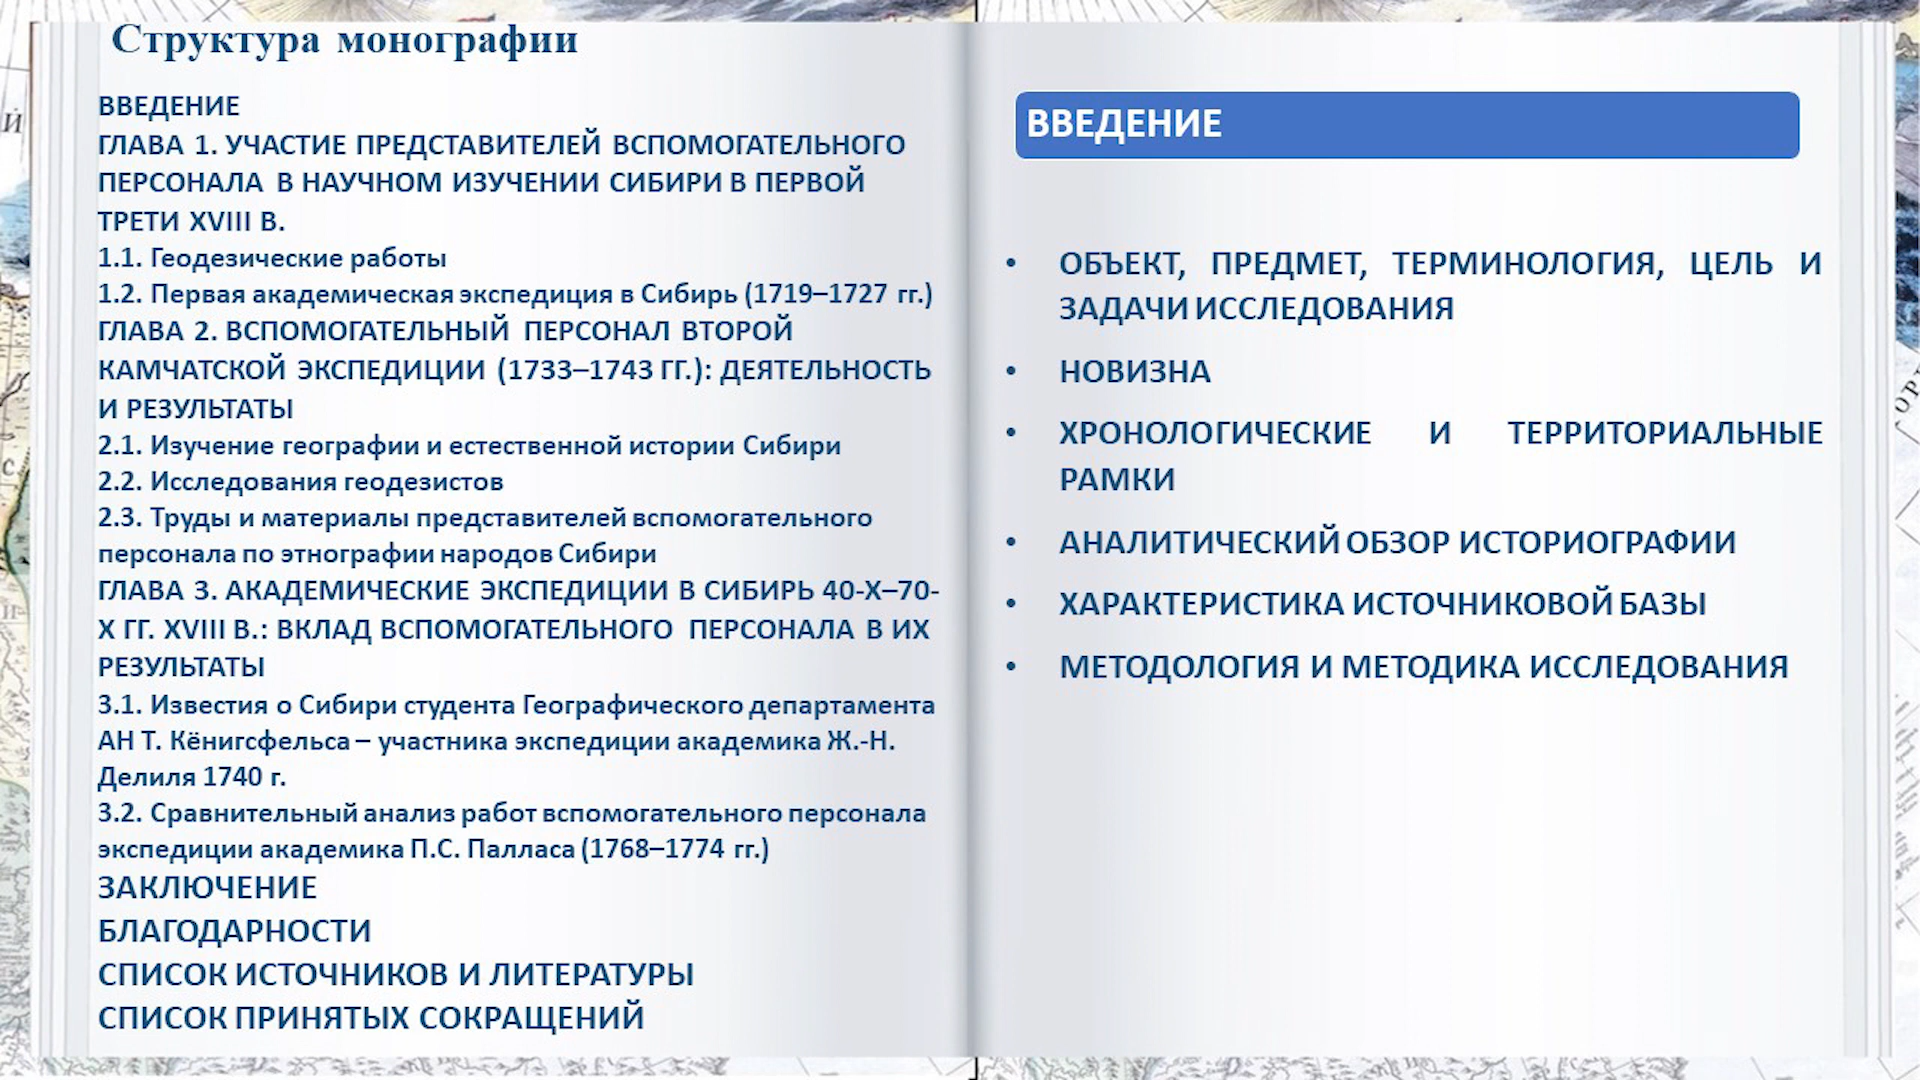 Структура монографии
ВВЕДЕНИЕ
ГЛАВА 1. УЧАСТИЕ ПРЕДСТАВИТЕЛЕЙ ВСПОМОГАТЕЛЬНОГО
ПЕРСОНАЛА В НАУЧНОМ ИЗУЧЕНИИ СИБИРИ В ПЕРВОЙ
ТРЕТИ XVIII В.
1.1. Геодезические работы
1.2. Первая академическая экспедиция в Сибирь (1719–1727 гг.)
ГЛАВА 2. ВСПОМОГАТЕЛЬНЫЙ ПЕРСОНАЛ ВТОРОЙ
КАМЧАТСКОЙ ЭКСПЕДИЦИИ (1733–1743 ГГ.): ДЕЯТЕЛЬНОСТЬ
И РЕЗУЛЬТАТЫ
2.1. Изучение географии и естественной истории Сибири
2.2. Исследования геодезистов
2.3. Труды и материалы представителей вспомогательного
персонала по этнографии народов Сибири
ГЛАВА 3. АКАДЕМИЧЕСКИЕ ЭКСПЕДИЦИИ В СИБИРЬ 40-Х–70-
Х ГГ. XVIII В.: ВКЛАД ВСПОМОГАТЕЛЬНОГО ПЕРСОНАЛА В ИХ
РЕЗУЛЬТАТЫ
3.1. Известия о Сибири студента Географического департамента
АН Т. Кёнигсфельса – участника экспедиции академика Ж.-Н.
Делиля 1740 г.
3.2. Сравнительный анализ работ вспомогательного персонала
экспедиции академика П.С. Палласа (1768–1774 гг.)
ЗАКЛЮЧЕНИЕ
БЛАГОДАРНОСТИ
СПИСОК ИСТОЧНИКОВ И ЛИТЕРАТУРЫ
СПИСОК ПРИНЯТЫХ СОКРАЩЕНИЙ
ВВЕДЕНИЕ
• ОБЪЕКТ, ПРЕДМЕТ, ТЕРМИНОЛОГИЯ, ЦЕЛЬ И
ЗАДАЧИ ИССЛЕДОВАНИЯ
• НОВИЗНА
• ХРОНОЛОГИЧЕСКИЕ И ТЕРРИТОРИАЛЬНЫЕ
РАМКИ
• АНАЛИТИЧЕСКИЙ ОБЗОР ИСТОРИОГРАФИИ
• ХАРАКТЕРИСТИКА ИСТОЧНИКОВОЙ БАЗЫ
• МЕТОДОЛОГИЯ И МЕТОДИКА ИССЛЕДОВАНИЯ